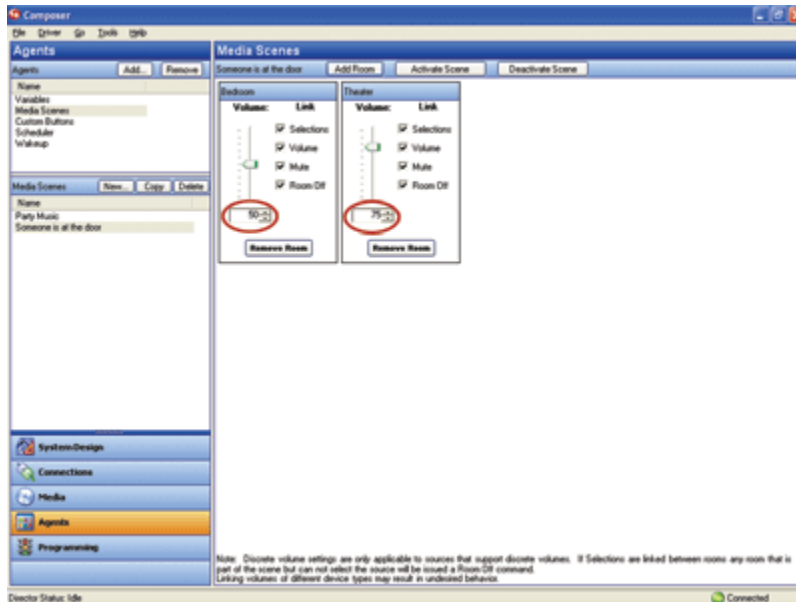 Composer
File Driver Go Tools Help
Agents
Agents Add... Remove
Name
Variables
Media Scenes
Custom Buttons
Scheduler
Wakeup
Media Scenes New... Copy Delete
Name
Party Music
Someone is at the door
System Design
Connections
Media
Agents
Programming
Media Scenes
Someone is at the door Add Room Activate Scene Deactivate Scene
Bedroom
Volume: Link
Selections
Volume
Mute
Room Off
50
Remove Room
Theater
Volume: Link
Selections
Volume
Mute
Room Off
75
Remove Room
Note: Discrete volume settings are only applicable to sources that support discrete volumes. If Selections are linked between rooms any room that is
part of the scene but can not select the source will be issued a Room Off command.
Linking volumes of different device types may result in undesired behavior.
Director Status: Idle
Connected